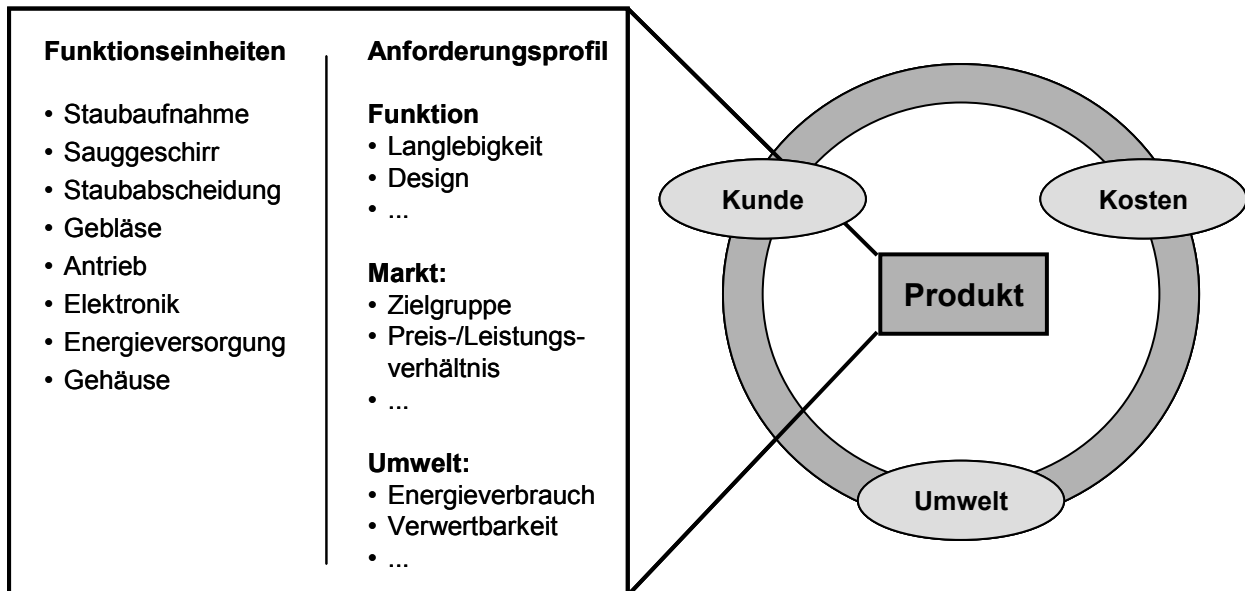 Funktionseinheiten
• Staubaufnahme
• Sauggeschirr
• Staubabscheidung
• Gebläse
• Antrieb
• Elektronik
• Energieversorgung
• Gehäuse
Anforderungsprofil
Funktion
• Langlebigkeit
• Design
• ...
Markt:
• Zielgruppe
• Preis-/Leistungs-
verhältnis
• ...
Umwelt:
• Energieverbrauch
• Verwertbarkeit
• ...
Kunde
Kosten
Produkt
Umwelt